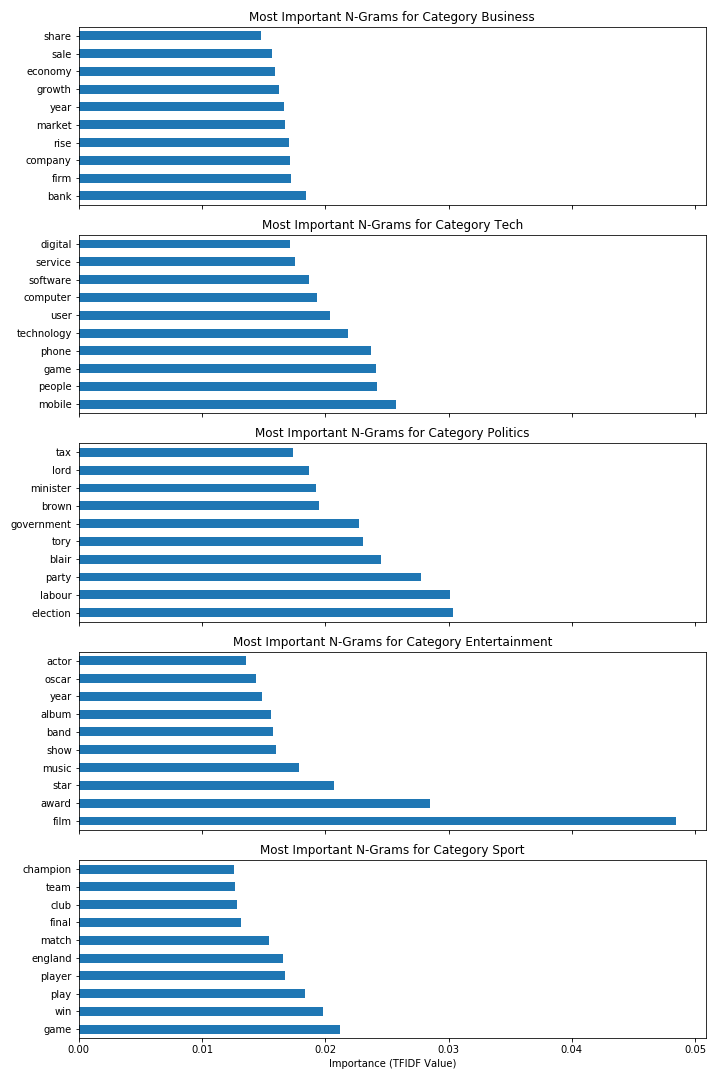 Most Important N-Grams for Category Business
share
sale
economy
growth
year
market
rise
company
firm
bank
Most Important N-Grams for Category Tech
digital
service
software
computer
user
technology
phone
game
people
mobile
Most Important N-Grams for Category Politics
tax
lord
minister
brown
government
tory
blair
party
labour
election
Most Important N-Grams for Category Entertainment
actor
oscar
year
album
band
show
music
star
award
film
Most Important N-Grams for Category Sport
champion
team
club
final
match
england
player
play
win
game
0.00 0.01 0.02 0.03 0.04 0.05
Importance (TFIDF Value)